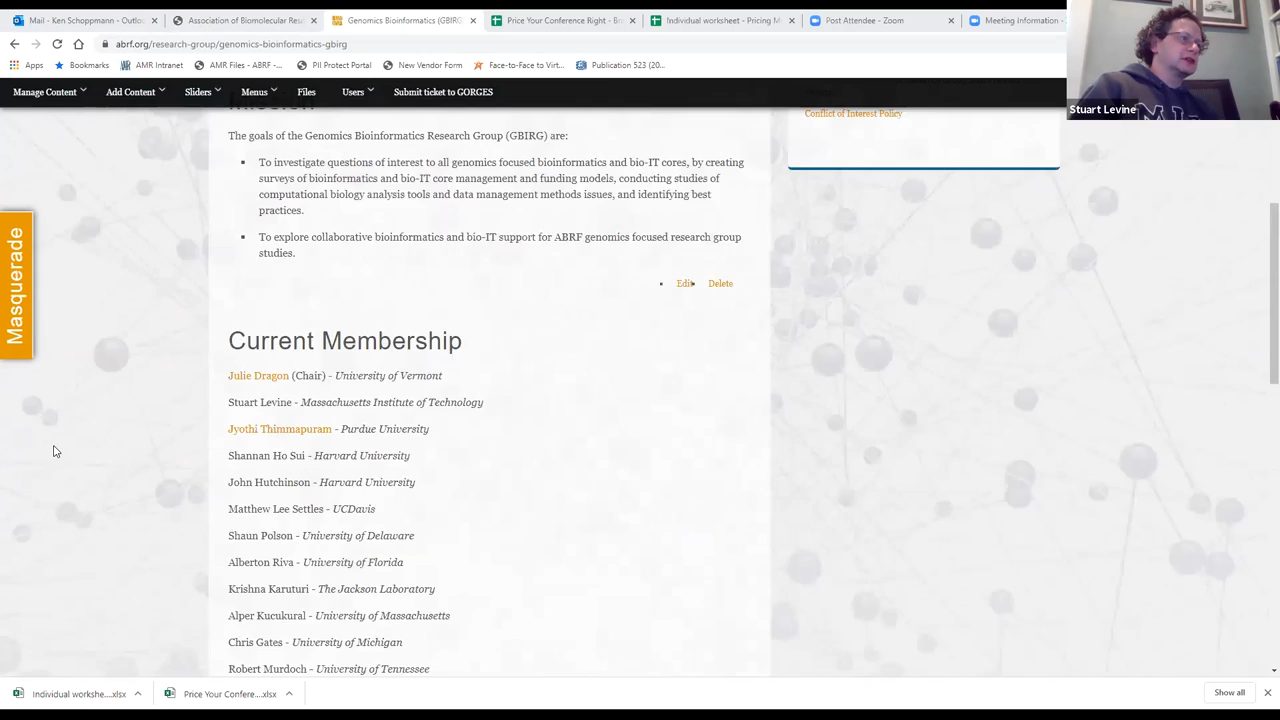 Mail - Ken Schoppmann - Outlo
Association of Biomolecular Res
Genomics Bioinformatics (GBIRG
Price Your Conference Right - Br
Individual worksheet - Pricing M
Post Attendee - Zoom
Meeting Information -
abrf.org/research-group/genomics-bioinformatics-gbirg
Apps
Bookmarks
AMR Intranet
AMR Files - ABRF -...
PII Protect Portal
New Vendor Form
Face-to-Face to Virt...
Publication 523 (20...
Manage Content
Add Content
Sliders
Menus
Files
Users
Submit ticket to GORGES
Stuart Levine
Mission
Conflict of Interest Policy
The goals of the Genomics Bioinformatics Research Group (GBIRG) are:
To investigate questions of interest to all genomics focused bioinformatics and bio-IT cores, by creating
surveys of bioinformatics and bio-IT core management and funding models, conducting studies of
computational biology analysis tools and data management methods issues, and identifying best
practices.
To explore collaborative bioinformatics and bio-IT support for ABRF genomics focused research group
studies.
Edit
Delete
Masquerade
Current Membership
Julie Dragon (Chair) - University of Vermont
Stuart Levine - Massachusetts Institute of Technology
Jyothi Thimmapuram - Purdue University
Shannan Ho Sui - Harvard University
John Hutchinson - Harvard University
Matthew Lee Settles - UCDavis
Shaun Polson - University of Delaware
Alberton Riva - University of Florida
Krishna Karuturi - The Jackson Laboratory
Alper Kucukural - University of Massachusetts
Chris Gates - University of Michigan
Robert Murdoch - University of Tennessee
Individual workshe....xlsx
Price Your Confere....xlsx
Show all